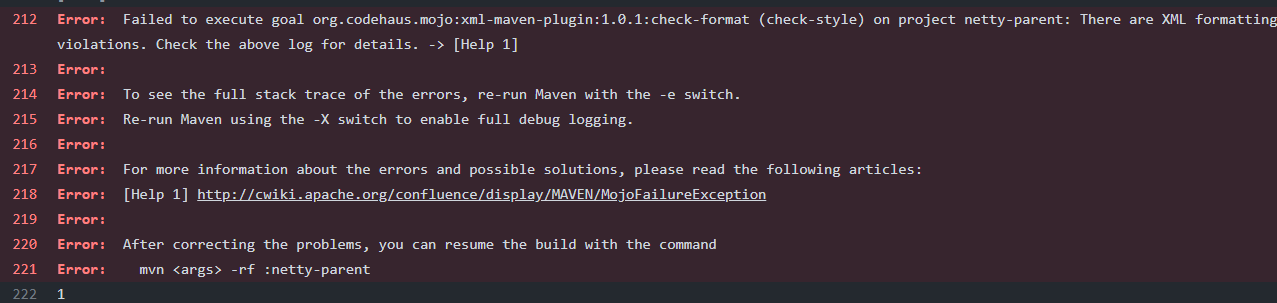 212 Error: Failed to execute goal org.codehaus.mojo:xml-maven-plugin:1.0.1:check-format (check-style) on project netty-parent: There are XML formatting
violations. Check the above log for details. -> [Help 1]
213 Error:
214 Error: To see the full stack trace of the errors, re-run Maven with the -e switch.
215 Error: Re-run Maven using the -X switch to enable full debug logging.
216 Error:
217 Error: For more information about the errors and possible solutions, please read the following articles:
218 Error: [Help 1] http://cwiki.apache.org/confluence/display/MAVEN/MojoFailureException
219 Error:
220 Error: After correcting the problems, you can resume the build with the command
221 Error:   mvn <args> -rf :netty-parent
222 1